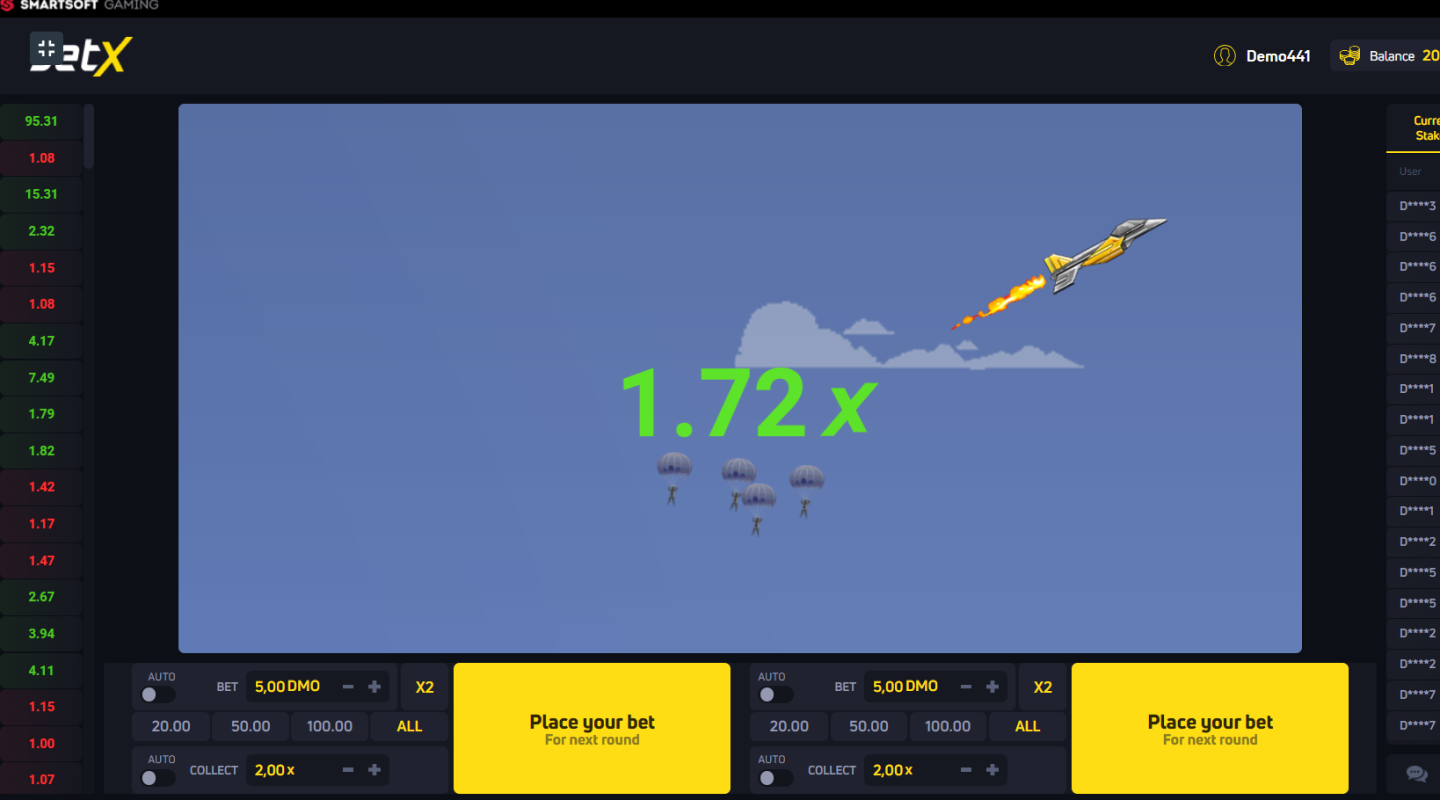 SMARTSOFT GAMING
betX
Demo441
Balance 20
95.31
1.08
15.31
2.32
1.15
1.08
4.17
7.49
1.79
1.82
1.42
1.17
1.47
2.67
3.94
4.11
1.15
1.00
1.07
1.72 x
AUTO
BET 5,00 DMO
X2
20.00 50.00 100.00 ALL
AUTO
COLLECT 2,00 x
Place your bet
For next round
AUTO
BET 5,00 DMO
X2
20.00 50.00 100.00 ALL
AUTO
COLLECT 2,00 x
Place your bet
For next round
Curre
Stak
User
D****3
D****6
D****6
D****6
D****7
D****8
D****1
D****1
D****5
D****0
D****1
D****2
D****5
D****5
D****2
D****2
D****7
D****7